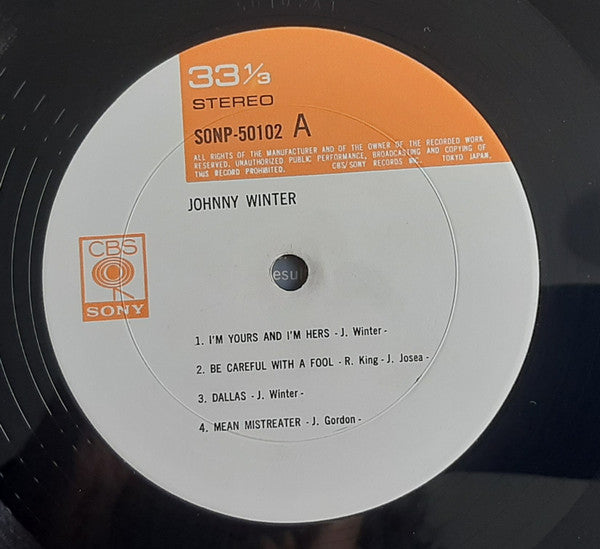 33 1/3
STEREO
SONP-50102 A
ALL RIGHTS OF THE MANUFACTURER AND OF THE OWNER OF THE RECORDED WORK
RESERVED. UNAUTHORIZED PUBLIC PERFORMANCE, BROADCASTING AND COPYING OF
THIS RECORD PROHIBITED. CBS/SONY RECORDS INC. TOKYO JAPAN.
JOHNNY WINTER
CBS
SONY
esu
1. I'M YOURS AND I'M HERS - J. Winter -
2. BE CAREFUL WITH A FOOL - R. King - J. Josea -
3. DALLAS - J. Winter -
4. MEAN MISTREATER - J. Gordon -